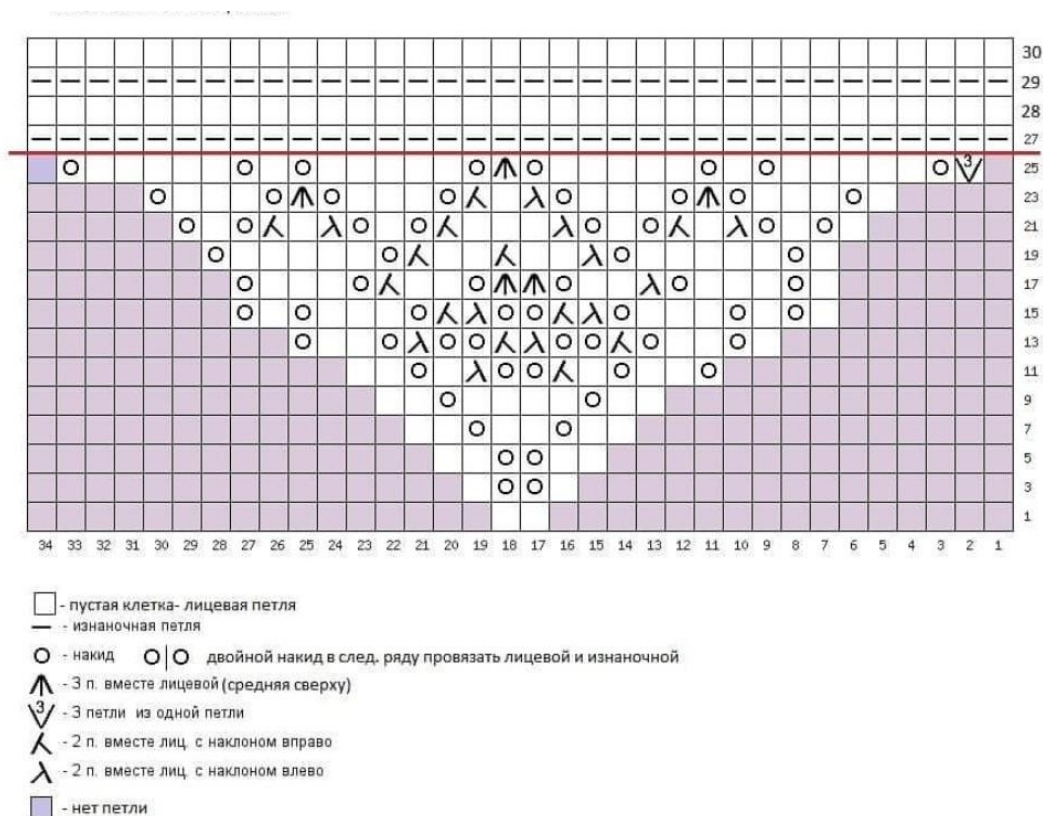 30
29
28
27
25
23
21
19
17
15
13
11
9
7
5
3
1
34 33 32 31 30 29 28 27 26 25 24 23 22 21 20 19 18 17 16 15 14 13 12 11 10 9 8 7 6 5 4 3 2 1
3
- пустая клетка- лицевая петля
- изнаночная петля
- накид двойной накид в след. ряду провязать лицевой и изнаночной
- 3 п. вместе лицевой (средняя сверху)
3 - 3 петли из одной петли
- 2 п. вместе лиц. с наклоном вправо
- 2 п. вместе лиц. с наклоном влево
- нет петли